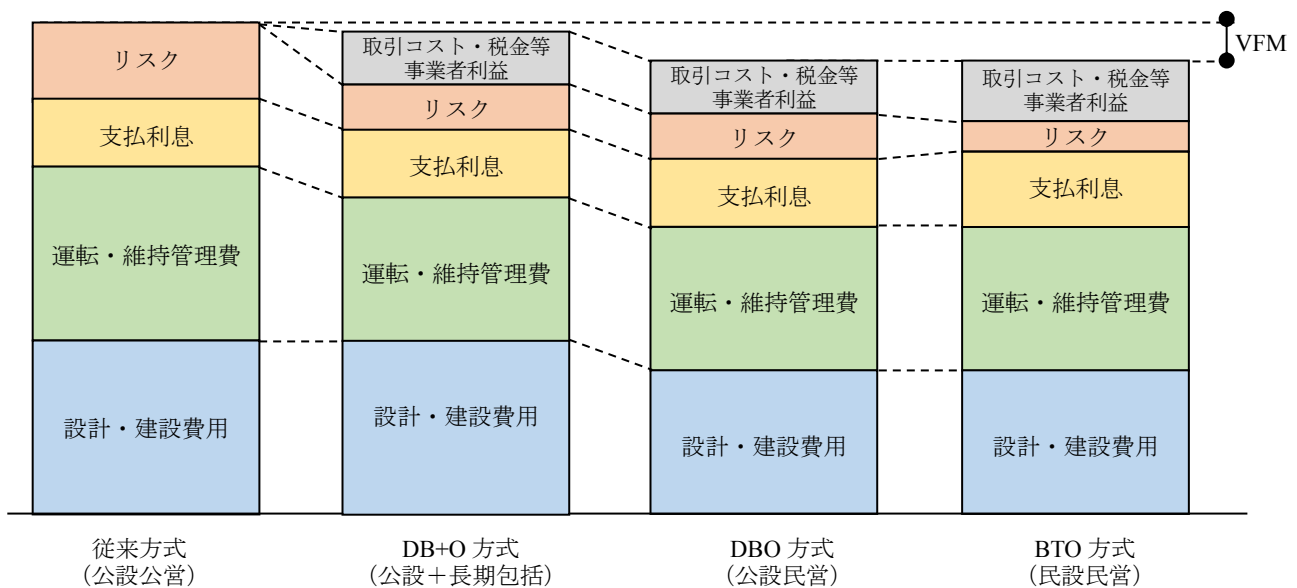 リスク
支払利息
運転・維持管理費
設計・建設費用
取引コスト・税金等
事業者利益
リスク
支払利息
運転・維持管理費
設計・建設費用
取引コスト・税金等
事業者利益
リスク
支払利息
運転・維持管理費
設計・建設費用
取引コスト・税金等
事業者利益
リスク
支払利息
運転・維持管理費
設計・建設費用
VFM
従来方式
（公設公営）
DB+O 方式
（公設＋長期包括）
DBO 方式
（公設民営）
BTO 方式
（民設民営）